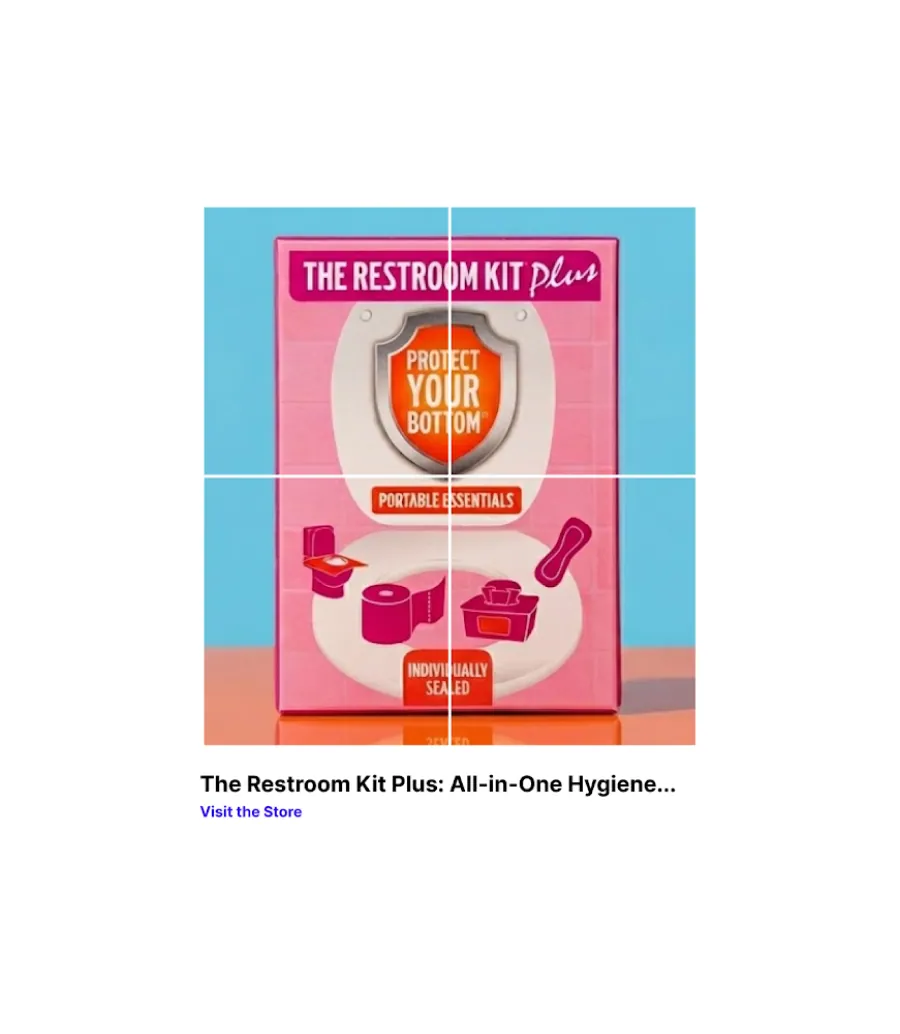 THE RESTROOM KIT plus
PROTECT
YOUR
BOTTOM
PORTABLE ESSENTIALS
INDIVIDUALLY
SEALED
The Restroom Kit Plus: All-in-One Hygiene...
Visit the Store